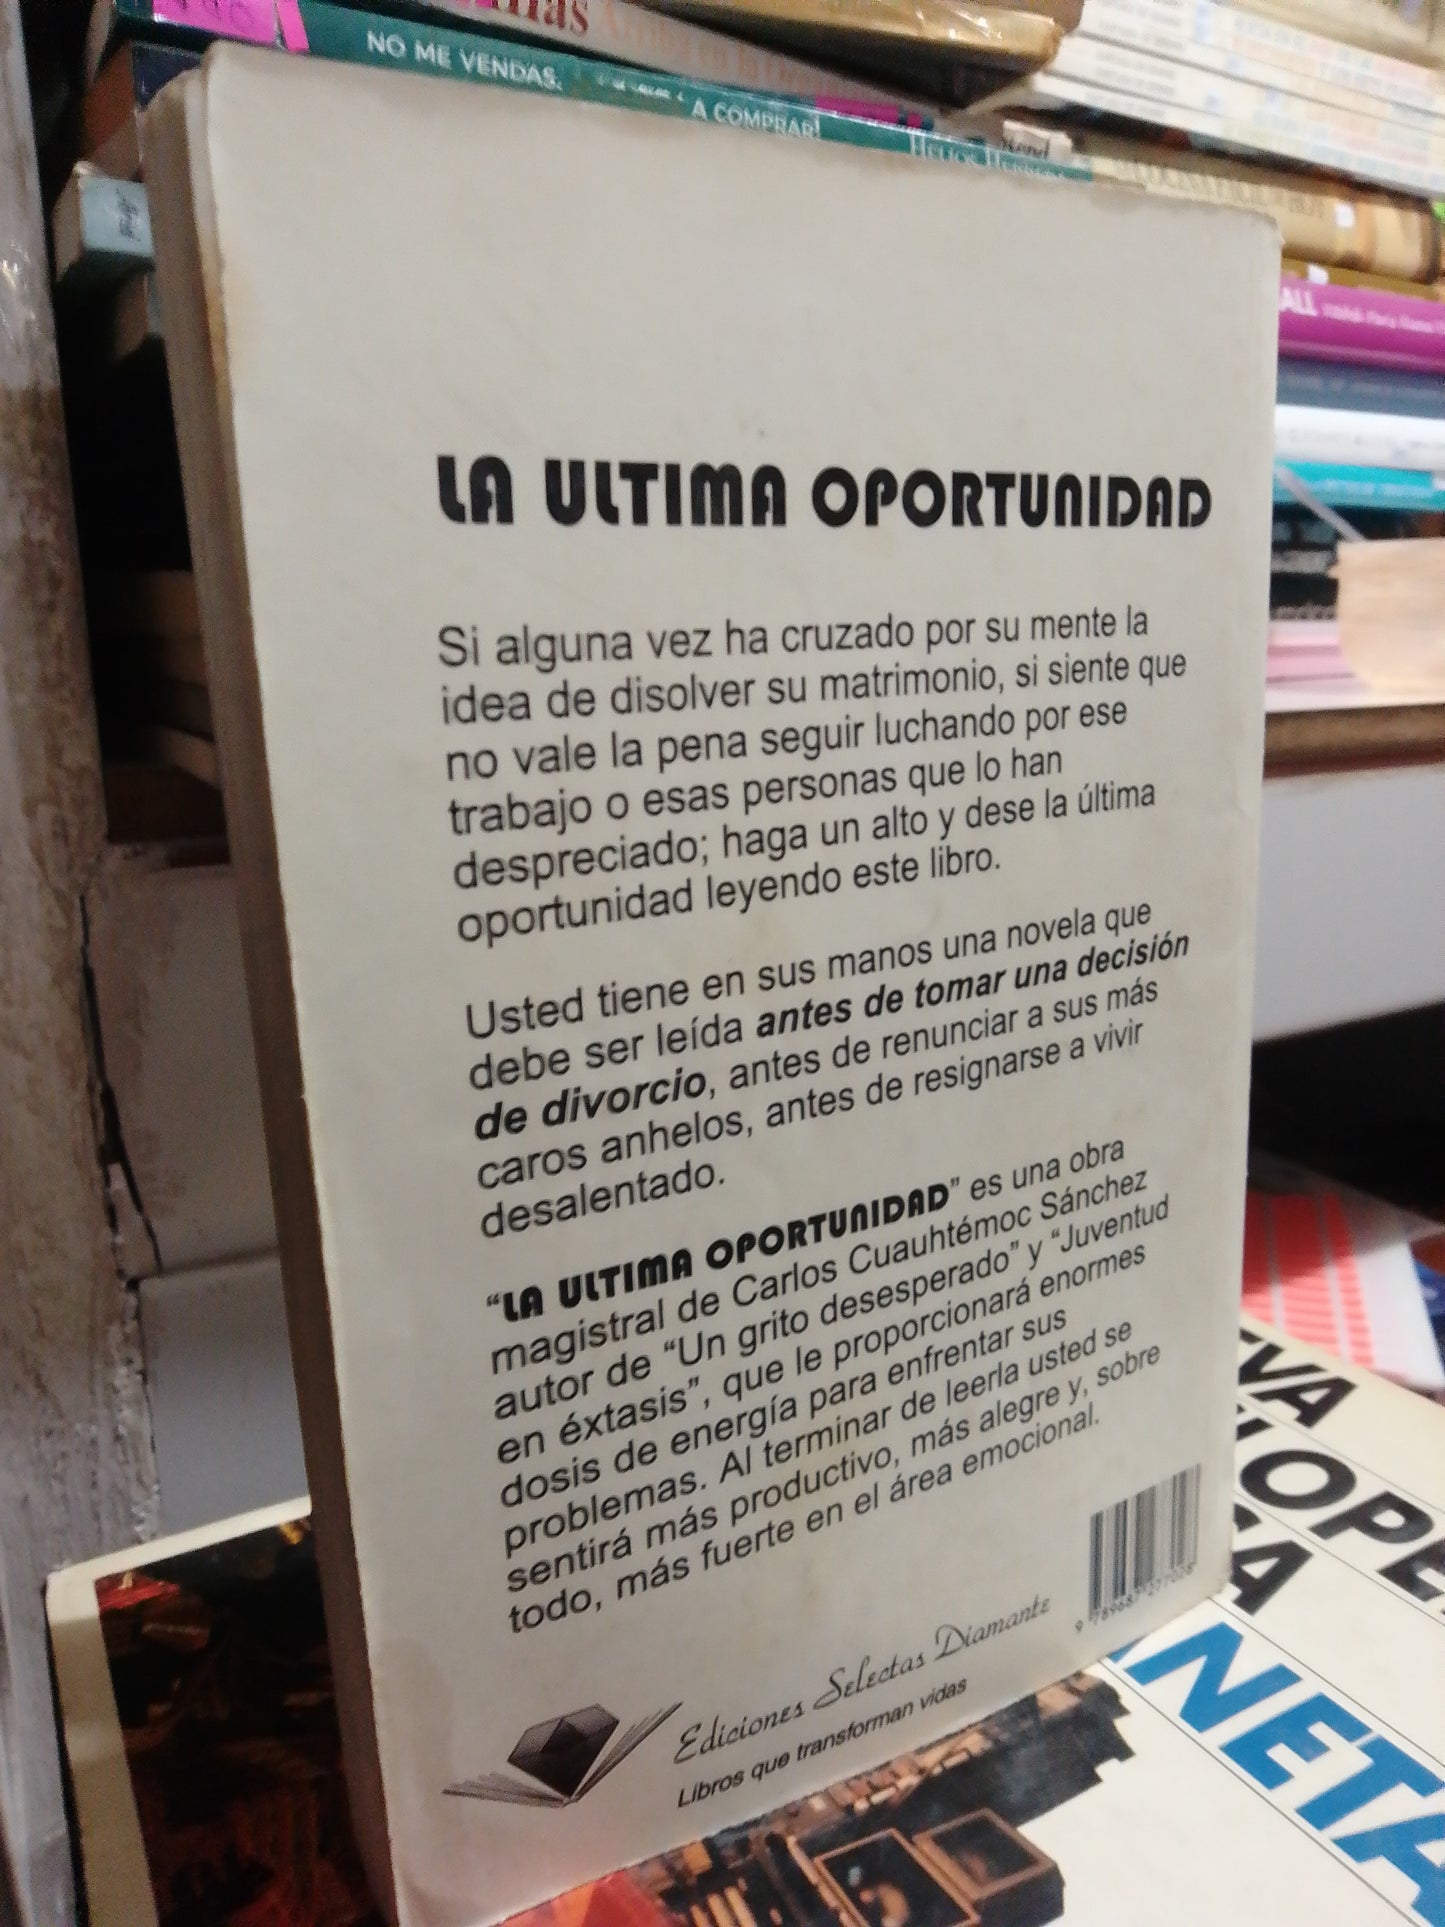 NO ME VENDAS.
A COMPRAR!
HELIOS
ALL
LA ULTIMA OPORTUNIDAD
Si alguna vez ha cruzado por su mente la
idea de disolver su matrimonio, si siente que
no vale la pena seguir luchando por ese
trabajo o esas personas que lo han
despreciado; haga un alto y dese la última
oportunidad leyendo este libro.
Usted tiene en sus manos una novela que
debe ser leída antes de tomar una decisión
de divorcio, antes de renunciar a sus más
caros anhelos, antes de resignarse a vivir
desalentado.
“LA ULTIMA OPORTUNIDAD” es una obra
magistral de Carlos Cuauhtémoc Sánchez
autor de “Un grito desesperado” y “Juventud
en éxtasis”, que le proporcionará enormes
dosis de energía para enfrentar sus
problemas. Al terminar de leerla usted se
sentirá más productivo, más alegre y, sobre
todo, más fuerte en el área emocional.
Ediciones Selectas Diamante
Libros que transforman vidas
NETA